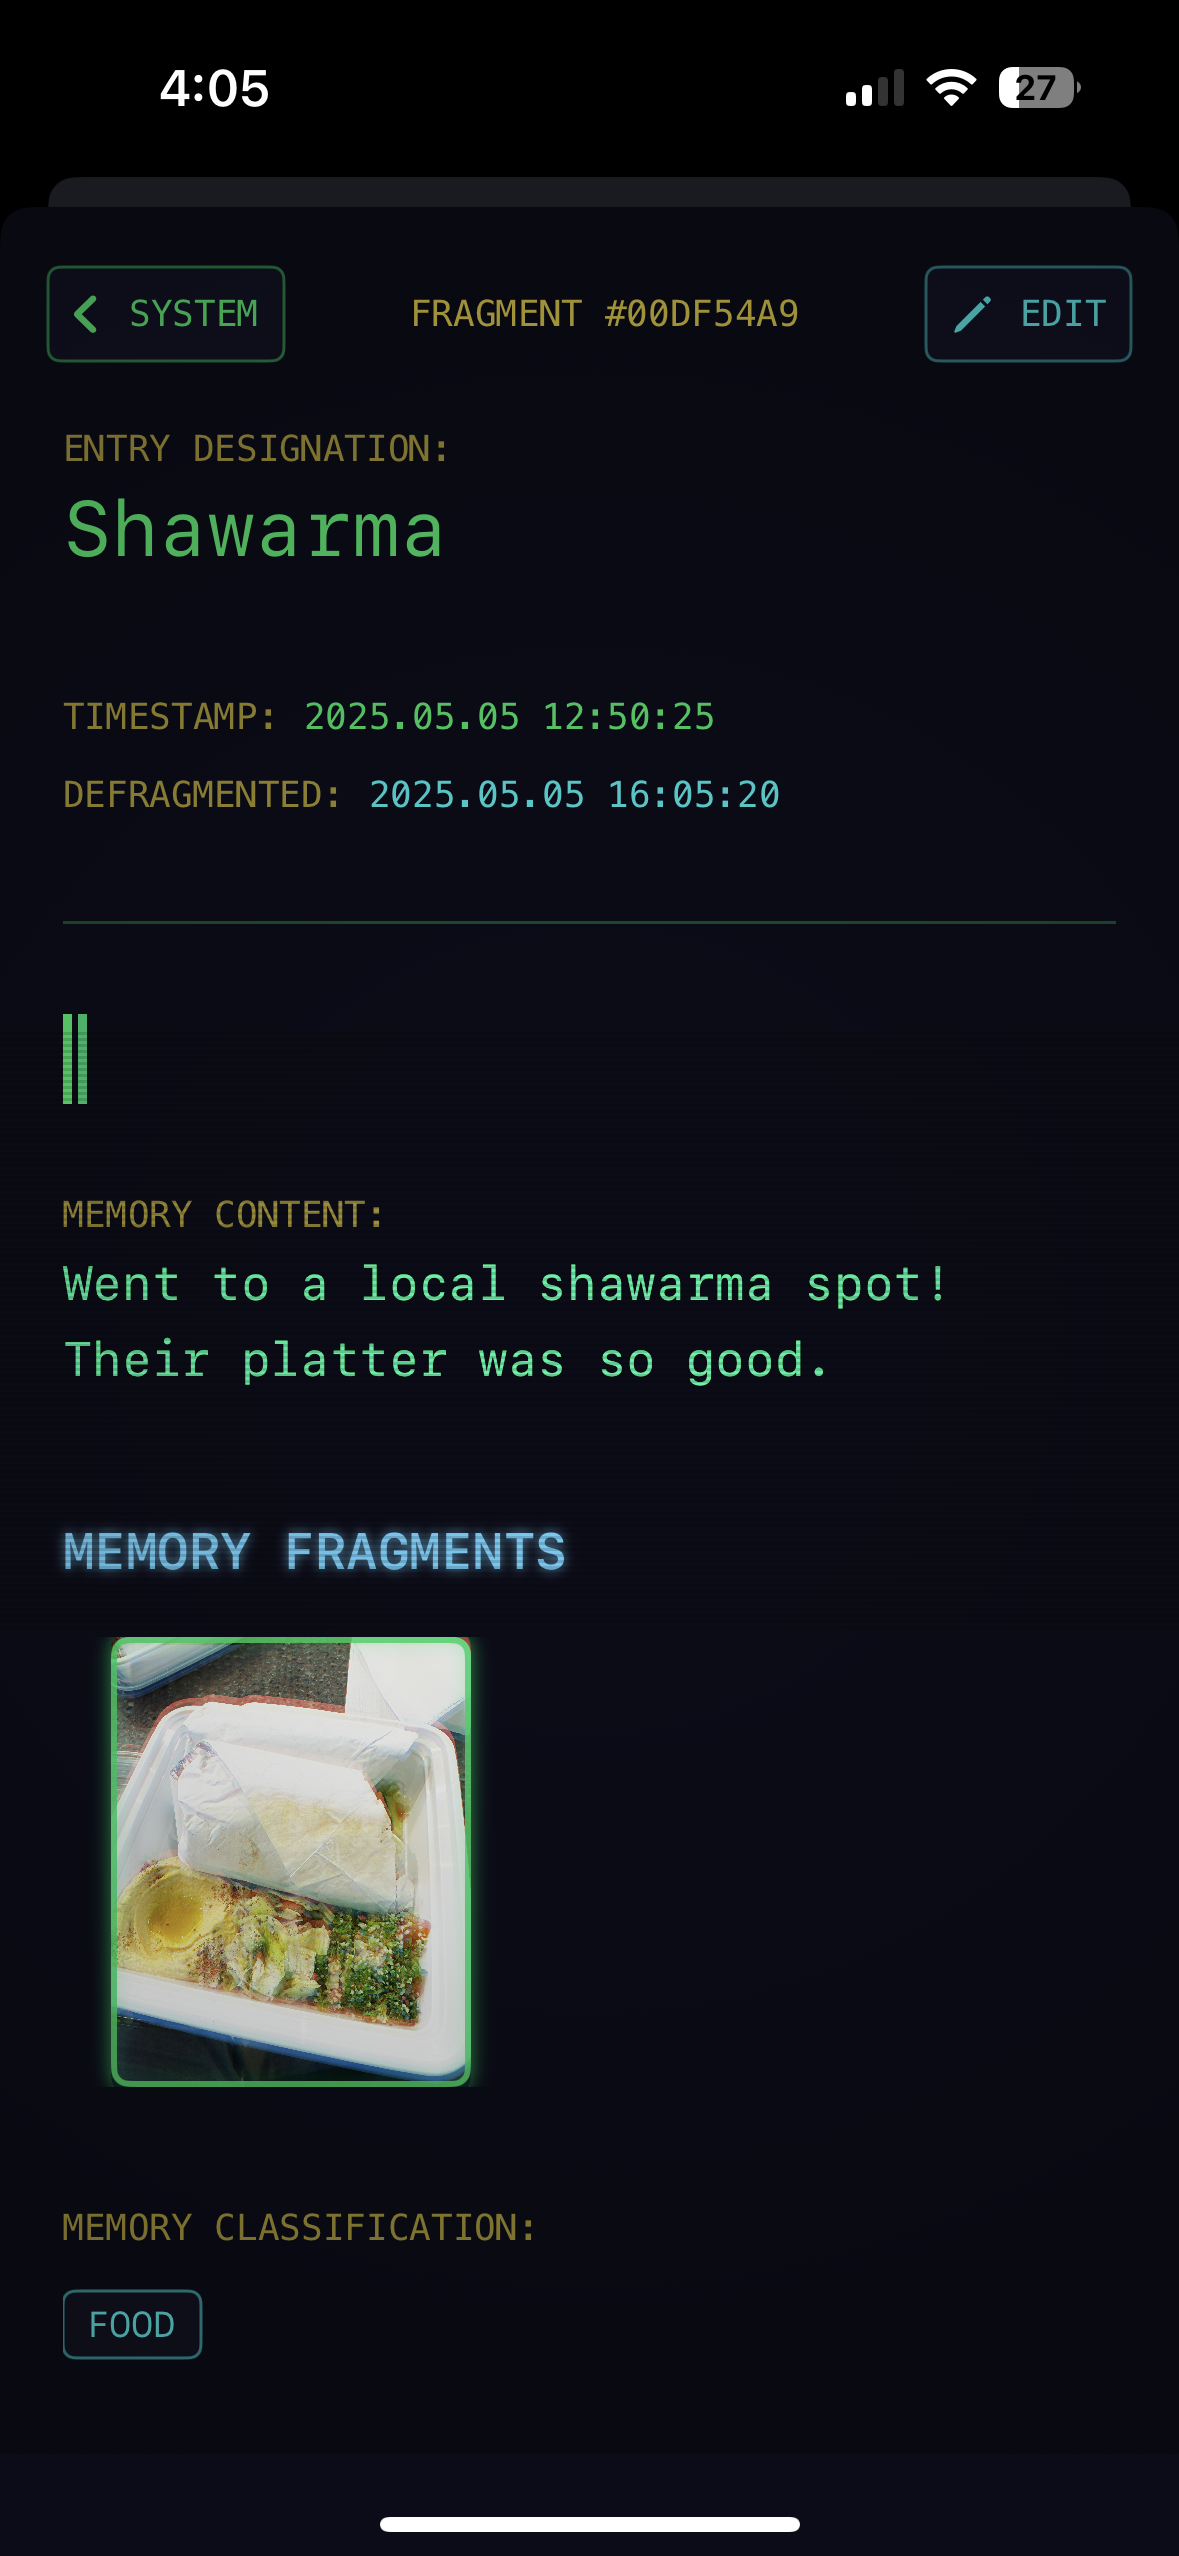 4:05
27
SYSTEM
FRAGMENT #00DF54A9
EDIT
ENTRY DESIGNATION:
Shawarma
TIMESTAMP: 2025.05.05 12:50:25
DEFRAGMENTED: 2025.05.05 16:05:20
MEMORY CONTENT:
Went to a local shawarma spot!
Their platter was so good.
MEMORY FRAGMENTS
MEMORY CLASSIFICATION:
FOOD